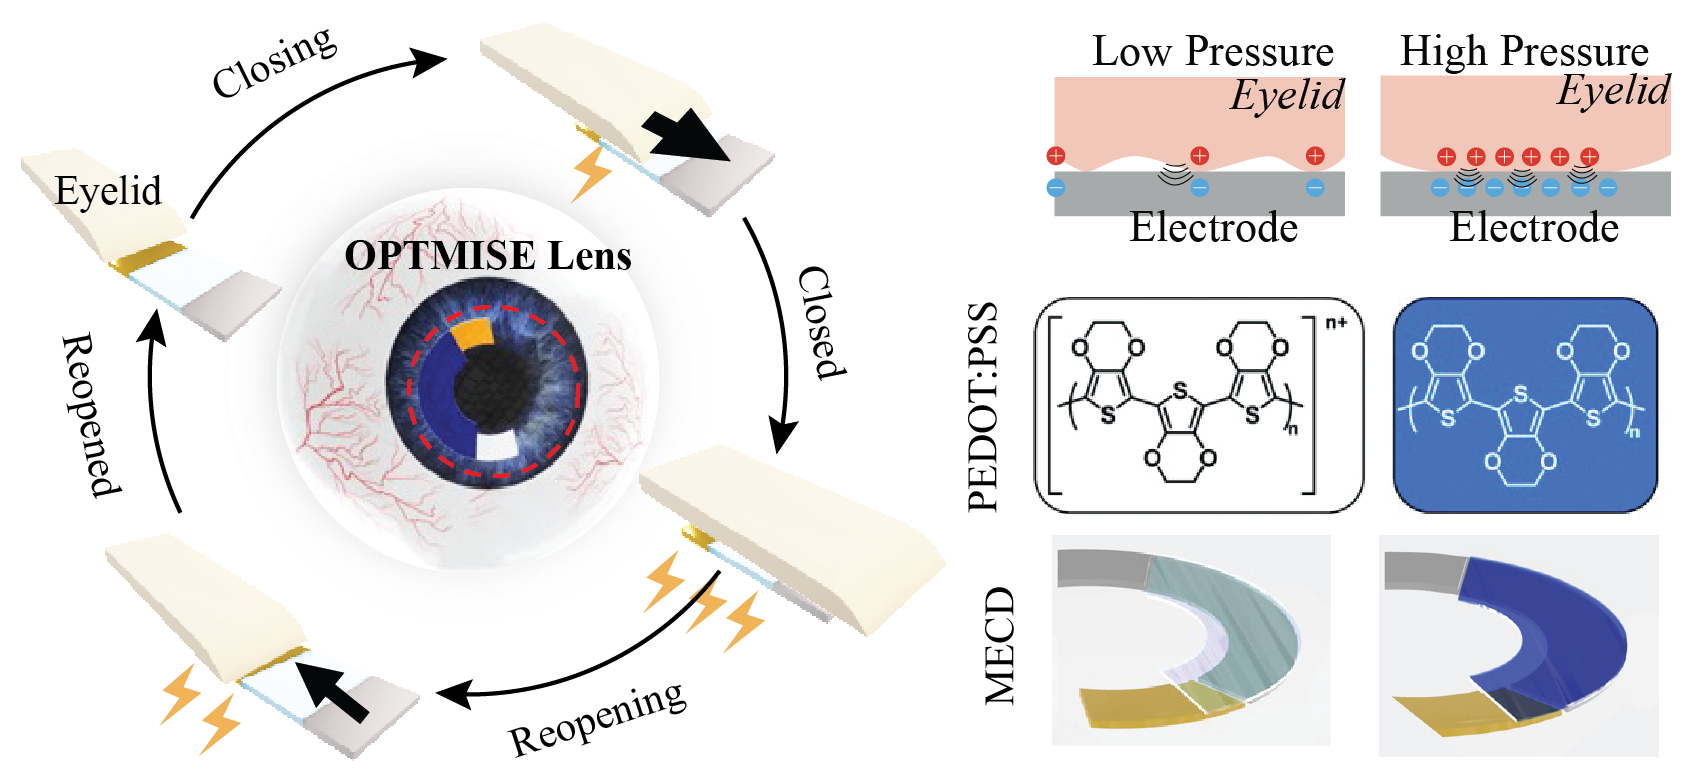 Closing
Eyelid
OPTMISE Lens
Closed
Reopened
Reopening
Low Pressure
Eyelid
+ + +
− − −
Electrode
High Pressure
Eyelid
+ + + + + +
− − − − − − −
Electrode
PEDOT:PSS
n+
O O O O
S S S
O O
n
O O O O
S S S
O O
n
MECD